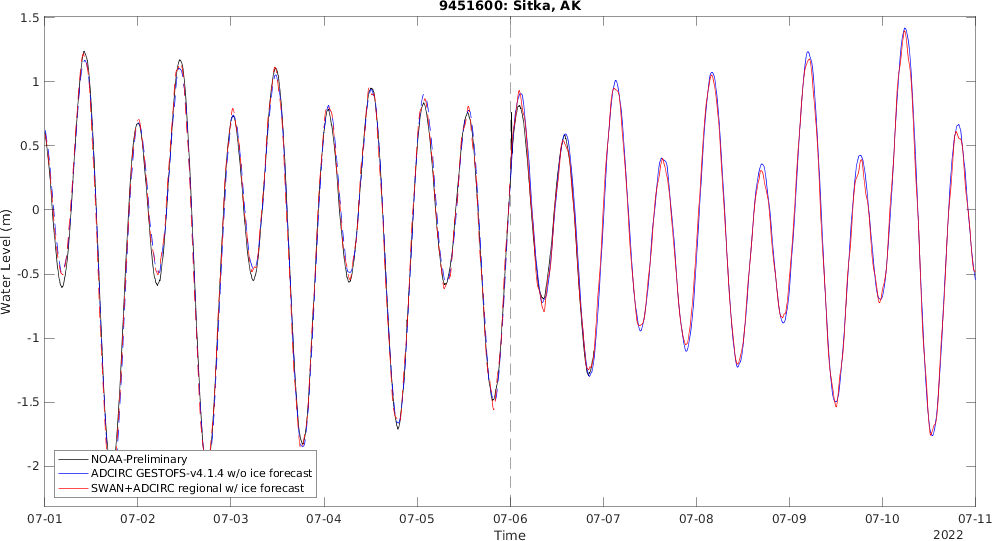 9451600: Sitka, AK
Water Level (m)
1.5
1
0.5
0
-0.5
-1
-1.5
-2
NOAA-Preliminary
ADCIRC GESTOFS-v4.1.4 w/o ice forecast
SWAN+ADCIRC regional w/ ice forecast
07-01 07-02 07-03 07-04 07-05 07-06 07-07 07-08 07-09 07-10 07-11
Time
2022